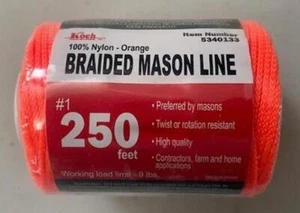 Koch
Item Number
5340133
100% Nylon - Orange
BRAIDED MASON LINE
#1
250
feet
• Preferred by masons
• Twist or rotation resistant
• High quality
• Contractors, farm and home
applications
Working load limit - 9 lbs.